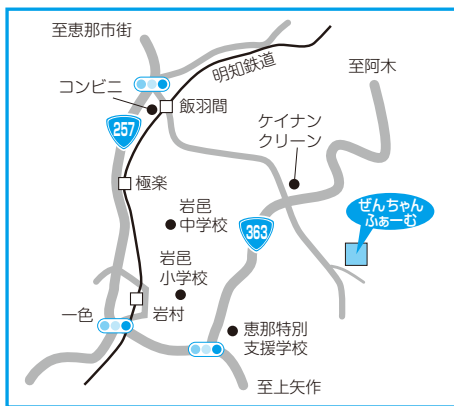 至恵那市街
明知鉄道
至阿木
コンビニ
飯羽間
ケイナン
クリーン
257
極楽
ぜんちゃん
ふぁーむ
岩邑
中学校
363
岩邑
小学校
一色
岩村
恵那特別
支援学校
至上矢作